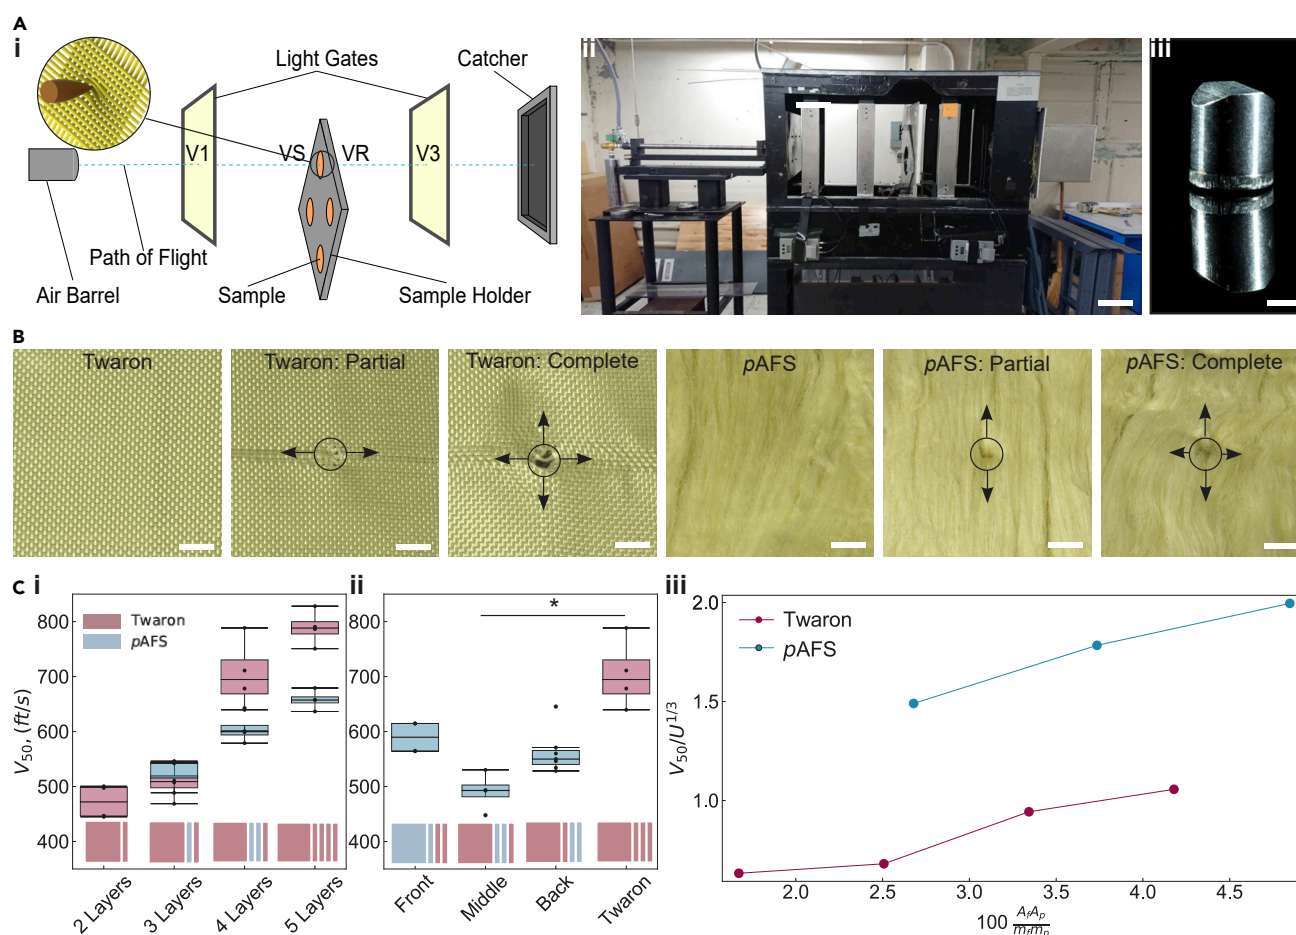 A
i
Light Gates
Catcher
V1
VS
VR
V3
Path of Flight
Air Barrel
Sample
Sample Holder
ii
iii
B
Twaron
Twaron: Partial
Twaron: Complete
pAFS
pAFS: Partial
pAFS: Complete
C i
Twaron
pAFS
V50, (ft/s)
800
700
600
500
400
2 Layers
3 Layers
4 Layers
5 Layers
ii
*
800
700
600
500
400
Front
Middle
Back
Twaron
iii
Twaron
pAFS
V50/U^1/3
2.0
1.5
1.0
2.0
2.5
3.0
3.5
4.0
4.5
100 AfAp/mfmp